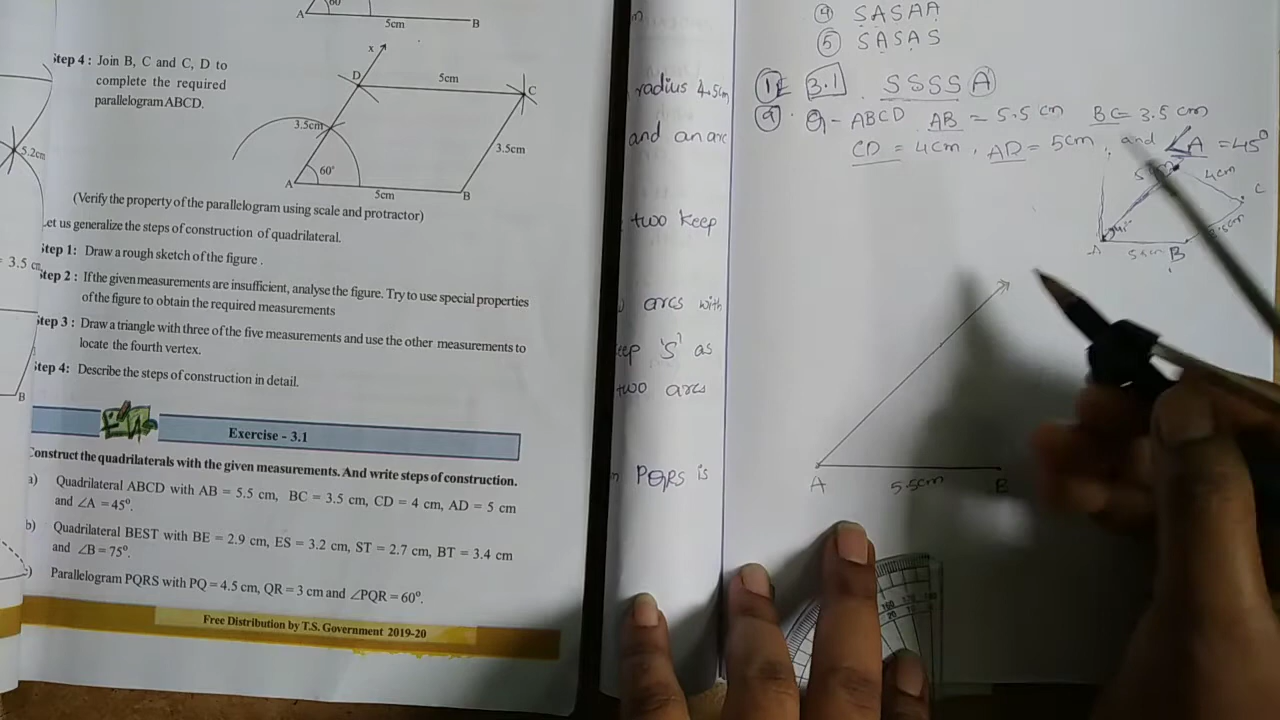 A
60
5cm
B
Step 4 : Join B, C and C, D to
complete the required
parallelogram ABCD.
x
D
5cm
C
3.5cm
3.5cm
60°
A
5cm
B
5.2cm
(Verify the property of the parallelogram using scale and protractor)
Let us generalize the steps of construction of quadrilateral.
Step 1: Draw a rough sketch of the figure .
= 3.5 cm
Step 2 : If the given measurements are insufficient, analyse the figure. Try to use special properties
of the figure to obtain the required measurements
Step 3 : Draw a triangle with three of the five measurements and use the other measurements to
locate the fourth vertex.
Step 4: Describe the steps of construction in detail.
B
Exercise - 3.1
Construct the quadrilaterals with the given measurements. And write steps of construction.
a) Quadrilateral ABCD with AB = 5.5 cm, BC = 3.5 cm, CD = 4 cm, AD = 5 cm
and ∠A = 45°.
b) Quadrilateral BEST with BE = 2.9 cm, ES = 3.2 cm, ST = 2.7 cm, BT = 3.4 cm
and ∠B = 75°.
) Parallelogram PQRS with PQ = 4.5 cm, QR = 3 cm and ∠PQR = 60°.
Free Distribution by T.S. Government 2019-20
radius 4.5cm
and an arc
two keep
arcs with
eep 'S' as
two arcs
PQRS is
④ SASAA
⑤ SASAS
3.1 SSSS A
Q- ABCD AB = 5.5 cm BC = 3.5 cm
CD = 4cm, AD = 5cm, and ∠A = 45°
4cm
C
A
B
A
5.5cm
B